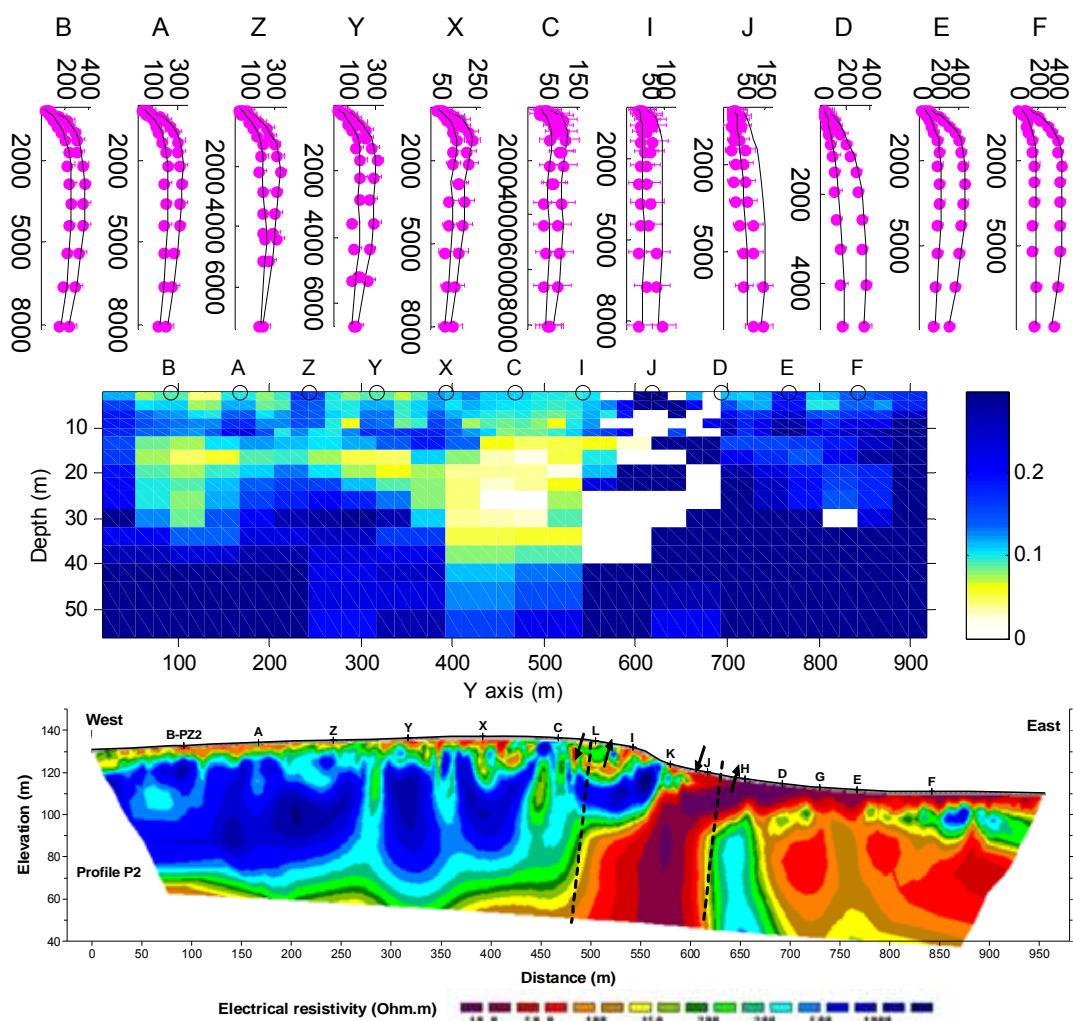 B A Z Y X C I J D E F
200 400 100 300 100 300 100 300 50 250 50 150 50 100 50 150 0 200 400 0 200 400 0 200 400
2000 5000 8000
2000 5000 8000
2000 4000 6000
2000 4000 6000
2000 5000 8000
2000 4000 6000 8000
2000 5000 8000
2000 5000
2000 4000
2000 5000 8000
2000 5000 8000
B A Z Y X C I J D E F
Depth (m)
10
20
30
40
50
100 200 300 400 500 600 700 800 900
Y axis (m)
0.2
0.1
0
West
East
B-PZ2 A Z Y X C L I K J H D G E F
Elevation (m)
140
120
100
80
60
40
Profile P2
0 50 100 150 200 250 300 350 400 450 500 550 600 650 700 750 800 850 900 950
Distance (m)
Electrical resistivity (Ohm.m)